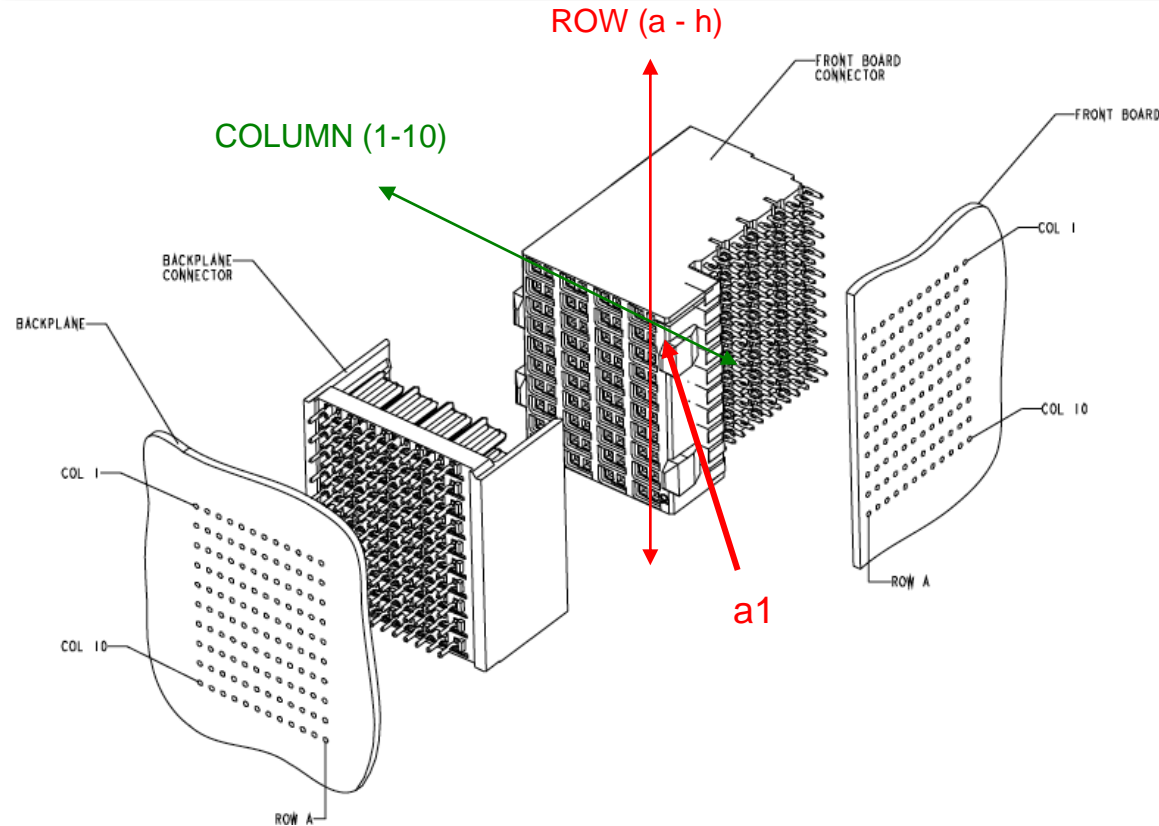 ROW (a - h)
FRONT BOARD
CONNECTOR
FRONT BOARD
COLUMN (1-10)
COL 1
BACKPLANE
CONNECTOR
BACKPLANE
COL 10
COL 1
ROW A
a1
COL 10
ROW A